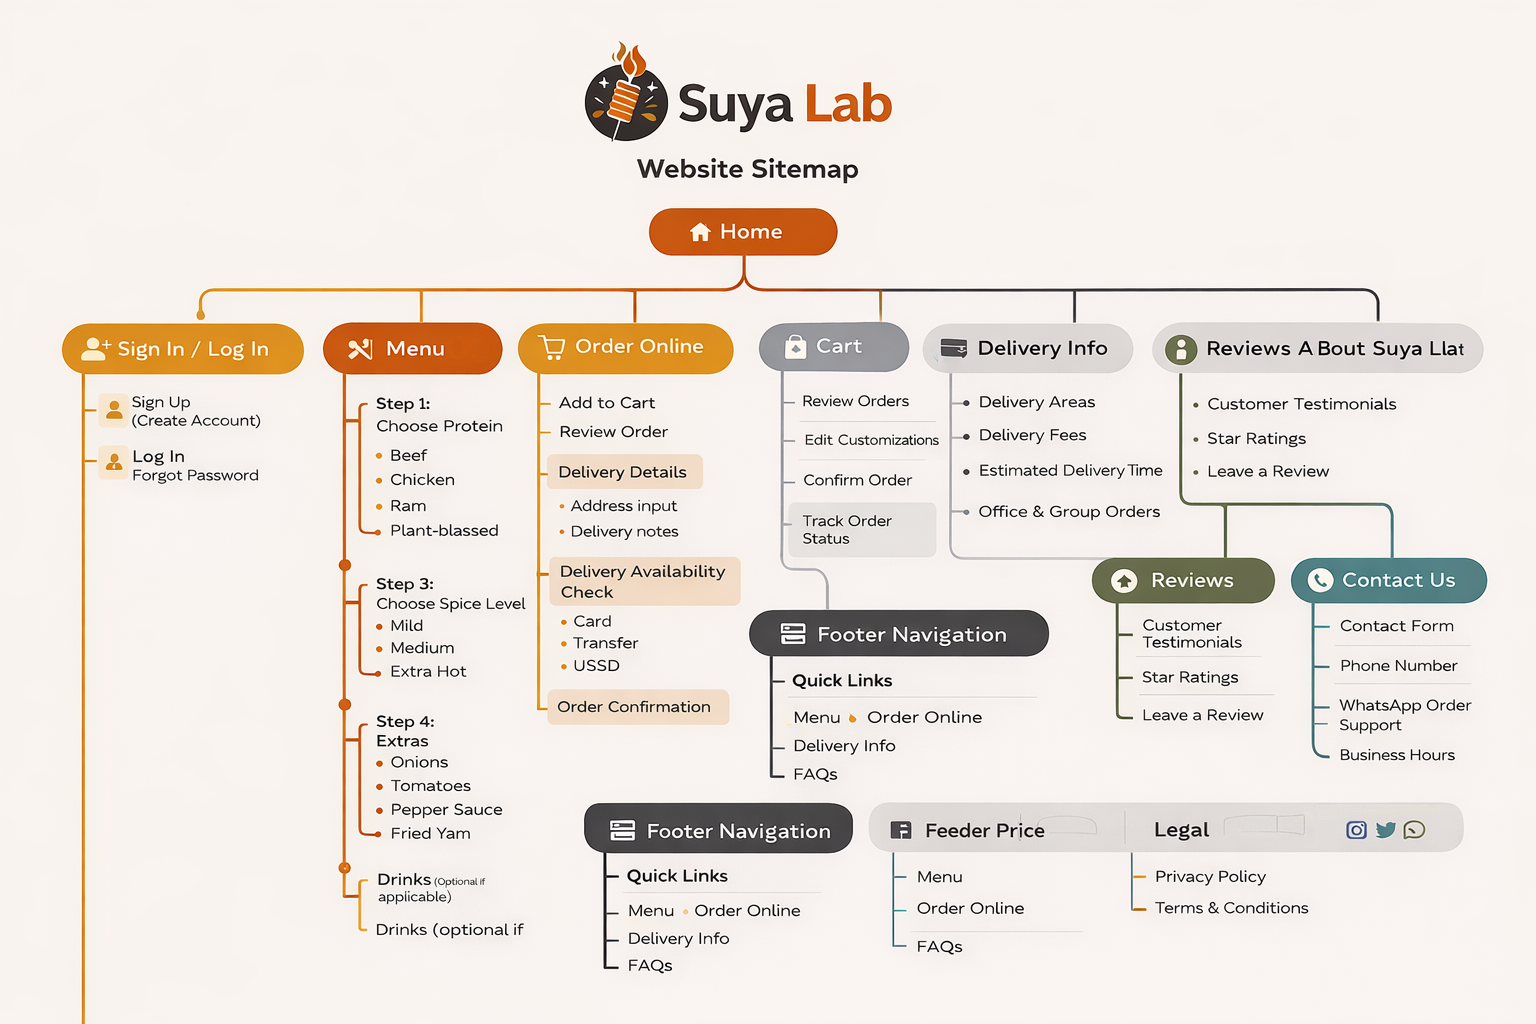 Suya Lab
Website Sitemap
Home
Sign In / Log In
Sign Up
(Create Account)
Log In
Forgot Password
Menu
Step 1:
Choose Protein
Beef
Chicken
Ram
Plant-blassed
Step 3:
Choose Spice Level
Mild
Medium
Extra Hot
Step 4:
Extras
Onions
Tomatoes
Pepper Sauce
Fried Yam
Drinks (Optional if
applicable)
Drinks (optional if
Order Online
Add to Cart
Review Order
Delivery Details
Address input
Delivery notes
Delivery Availability
Check
Card
Transfer
USSD
Order Confirmation
Cart
Review Orders
Edit Customizations
Confirm Order
Track Order
Status
Delivery Info
Delivery Areas
Delivery Fees
Estimated Delivery Time
Office & Group Orders
Reviews A Bout Suya Llat
Customer Testimonials
Star Ratings
Leave a Review
Reviews
Customer
Testimonials
Star Ratings
Leave a Review
Contact Us
Contact Form
Phone Number
WhatsApp Order
Support
Business Hours
Footer Navigation
Quick Links
Menu • Order Online
Delivery Info
FAQs
Footer Navigation
Quick Links
Menu • Order Online
Delivery Info
FAQs
Feeder Price
Menu
Order Online
FAQs
Legal
Privacy Policy
Terms & Conditions